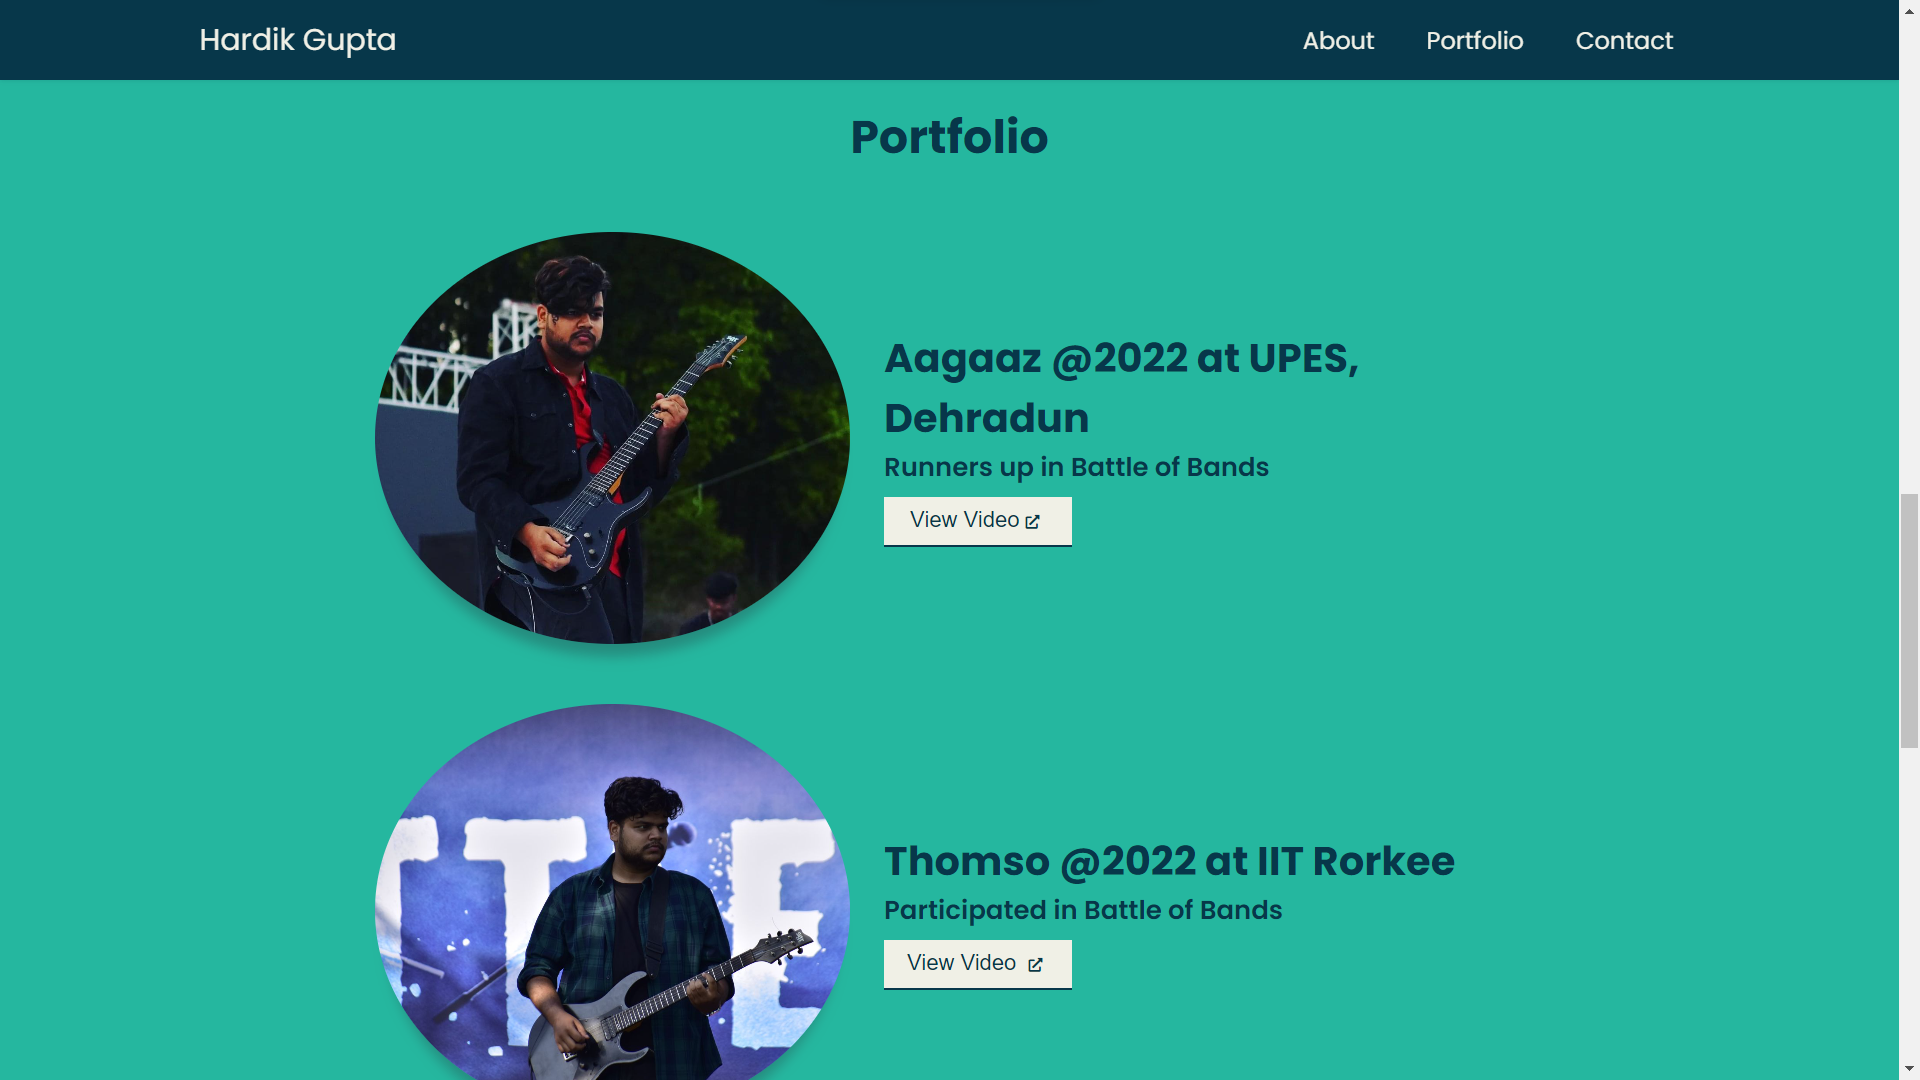 Hardik Gupta
About
Portfolio
Contact
Portfolio
Aagaaz @2022 at UPES,
Dehradun
Runners up in Battle of Bands
View Video
Thomso @2022 at IIT Rorkee
Participated in Battle of Bands
View Video